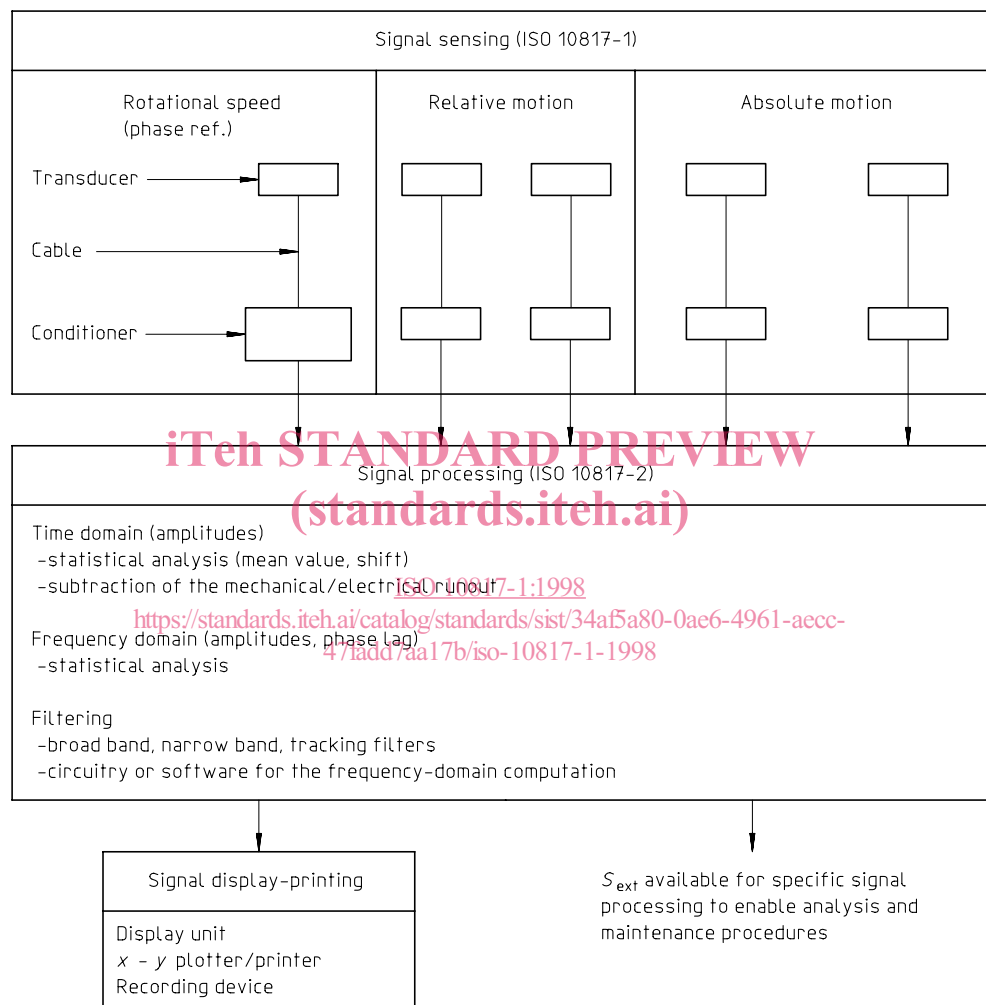 Signal sensing (ISO 10817-1)
Rotational speed
(phase ref.)
Relative motion
Absolute motion
Transducer
Cable
Conditioner
iTeh STANDARD PREVIEW
Signal processing (ISO 10817-2)
(standards.iteh.ai)
Time domain (amplitudes)
-statistical analysis (mean value, shift)
-subtraction of the mechanical/electrical runout
ISO 10817-1:1998
https://standards.iteh.ai/catalog/standards/sist/34af5a80-0ae6-4961-aecc-
Frequency domain (amplitudes, phase lag)
47fadd7aa17b/iso-10817-1-1998
-statistical analysis
Filtering
-broad band, narrow band, tracking filters
-circuitry or software for the frequency-domain computation
Signal display-printing
Display unit
x - y plotter/printer
Recording device
Sext available for specific signal
processing to enable analysis and
maintenance procedures